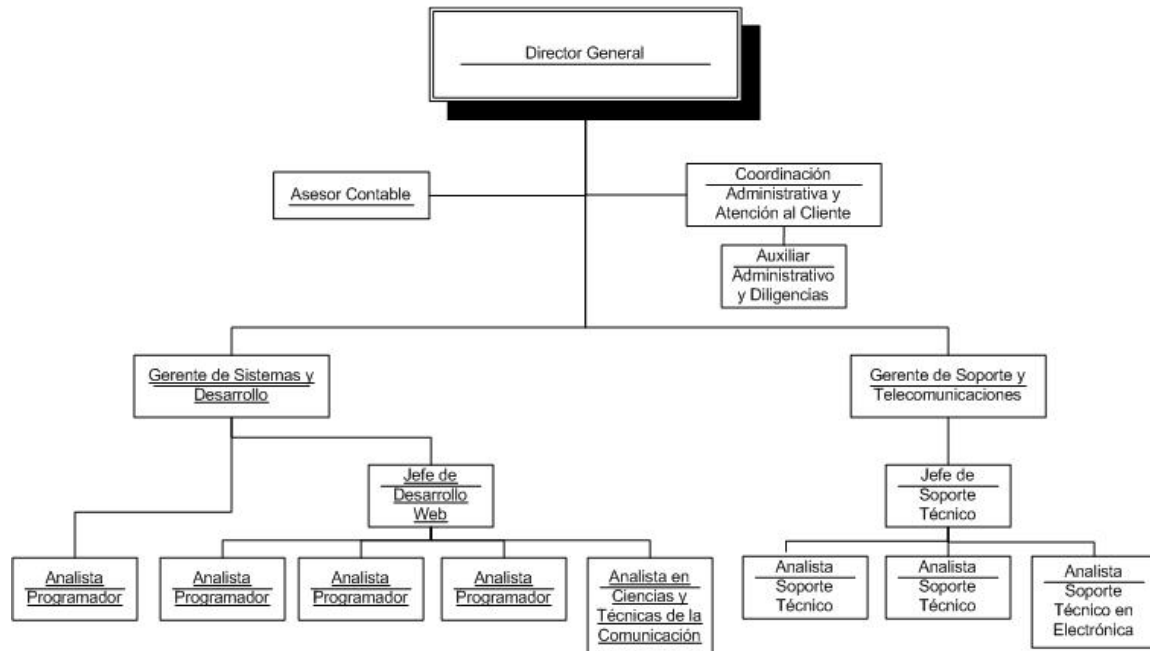 Director General
Asesor Contable
Coordinación
Administrativa y
Atención al Cliente
Auxiliar
Administrativo
y Diligencias
Gerente de Sistemas y
Desarrollo
Gerente de Soporte y
Telecomunicaciones
Jefe de
Desarrollo
Web
Jefe de
Soporte
Técnico
Analista
Programador
Analista
Programador
Analista
Programador
Analista
Programador
Analista en
Ciencias y
Técnicas de la
Comunicación
Analista
Soporte
Técnico
Analista
Soporte
Técnico
Analista
Soporte
Técnico en
Electrónica